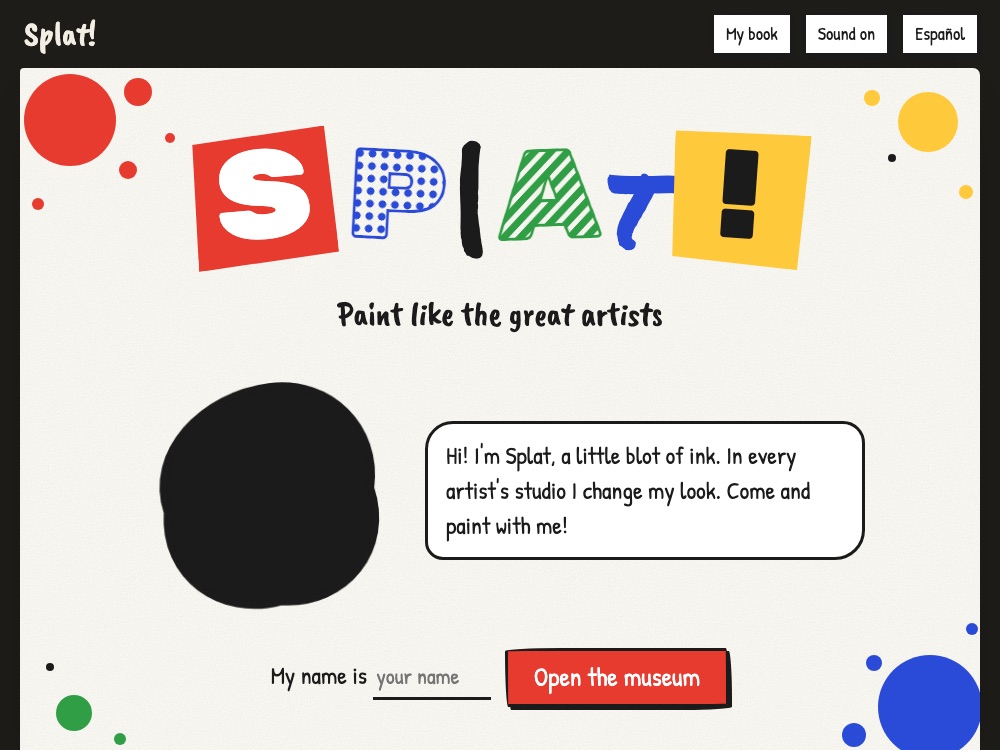 Splat!
My book
Sound on
Español
SPlAT!
Paint like the great artists
Hi! I'm Splat, a little blot of ink. In every
artist's studio I change my look. Come and
paint with me!
My name is your name
Open the museum